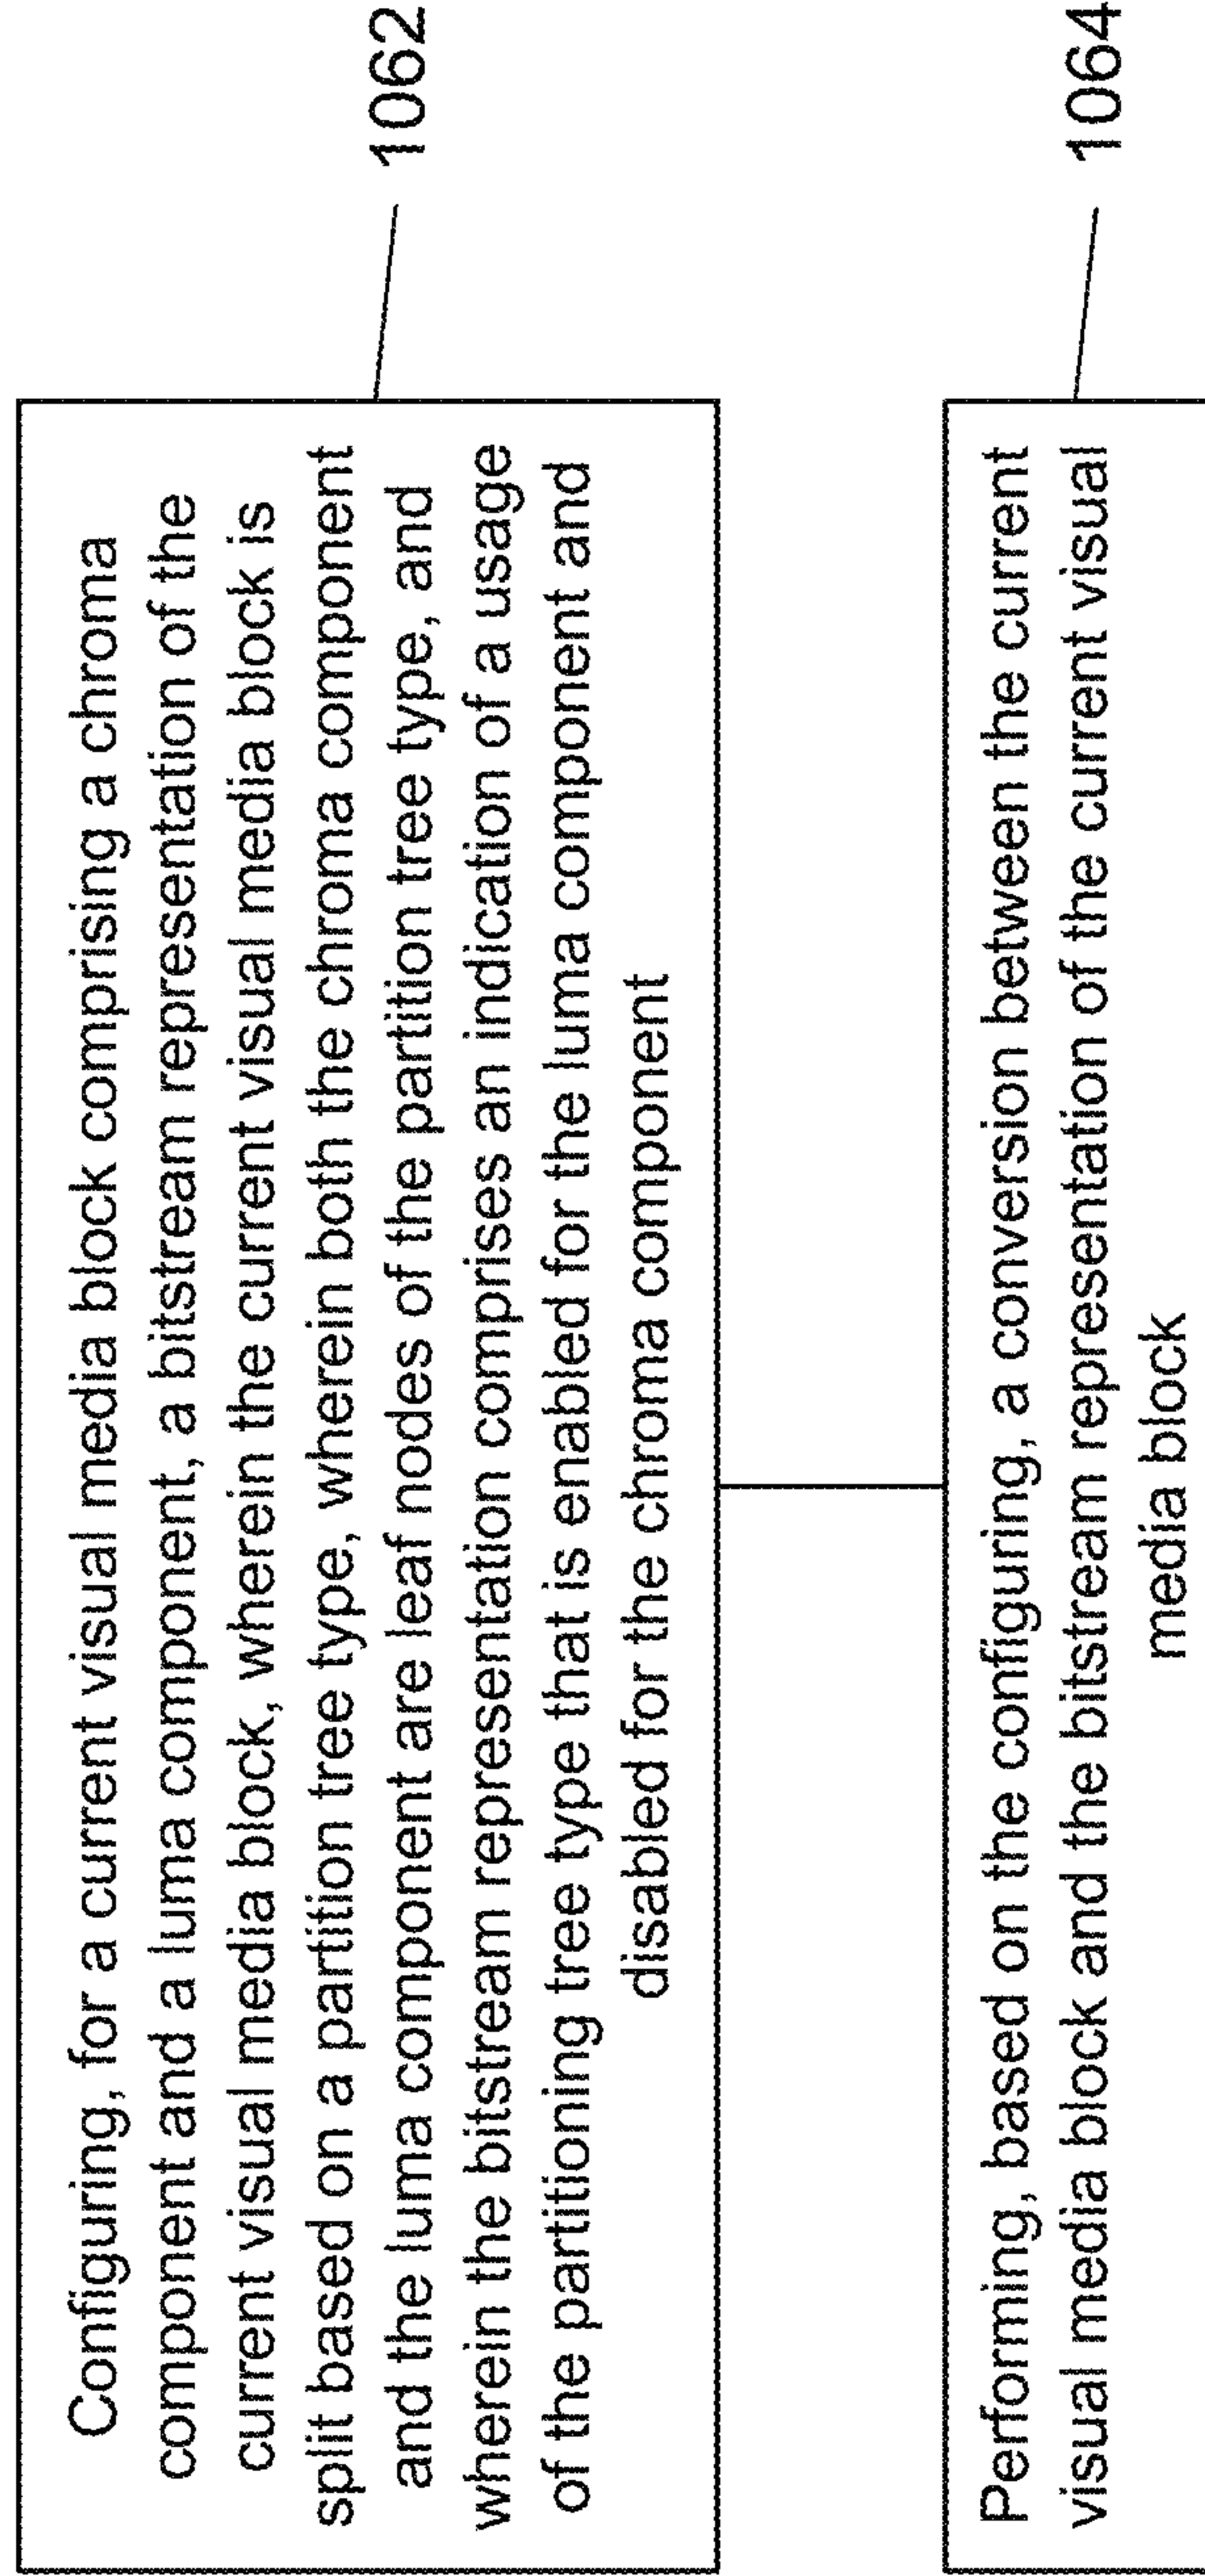 Configuring, for a current visual media block comprising a chroma
component and a luma component, a bitstream representation of the
current visual media block, wherein the current visual media block is
split based on a partition tree type, wherein both the chroma component
and the luma component are leaf nodes of the partition tree type, and
wherein the bitstream representation comprises an indication of a usage
of the partitioning tree type that is enabled for the luma component and
disabled for the chroma component
1062
Performing, based on the configuring, a conversion between the current
visual media block and the bitstream representation of the current visual
media block
1064